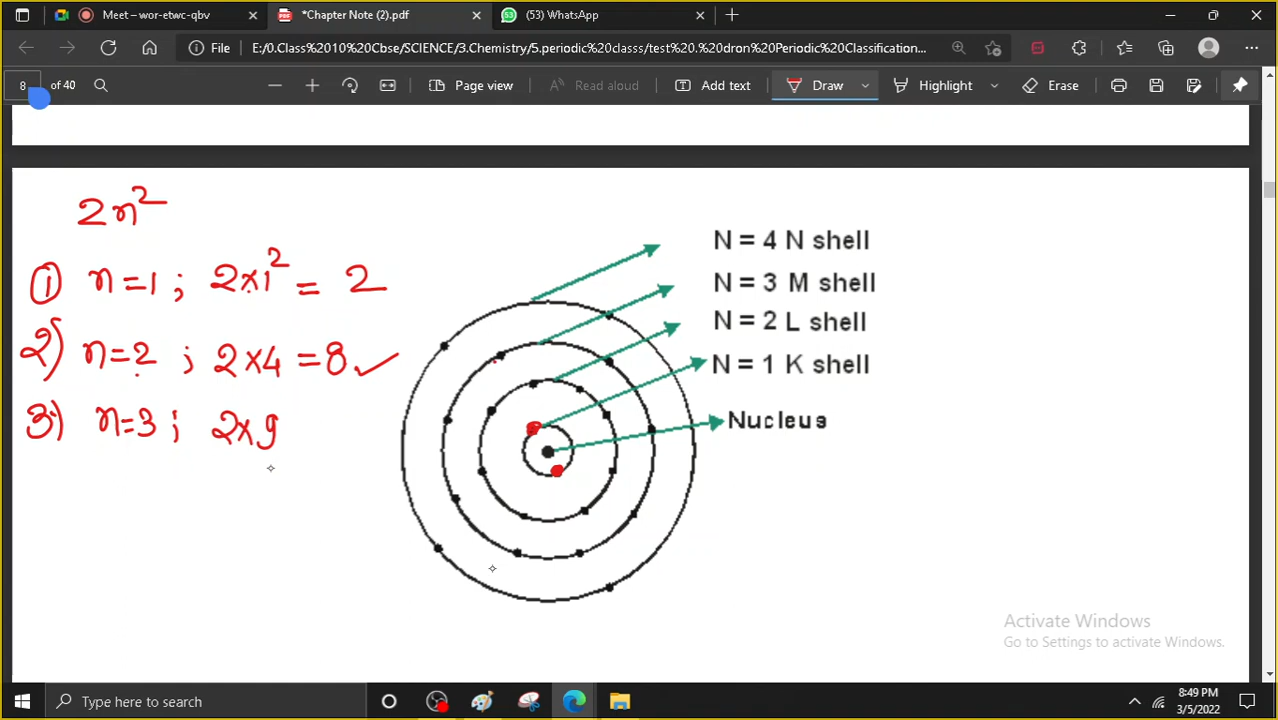 Meet – wor-etwc-qbv
*Chapter Note (2).pdf
(53) WhatsApp
File
E:/0.Class%2010%20Cbse/SCIENCE/3.Chemistry/5.periodic%20classs/test%20.%20dron%20Periodic%20Classification...
8 of 40
Page view
Read aloud
Add text
Draw
Highlight
Erase
2n²
① n=1 ; 2×1² = 2
2) n=2 ; 2×4 =8 ✓
3) n=3 ; 2×9
N = 4 N shell
N = 3 M shell
N = 2 L shell
N = 1 K shell
Nucleus
Activate Windows
Go to Settings to activate Windows.
Type here to search
8:49 PM
3/5/2022